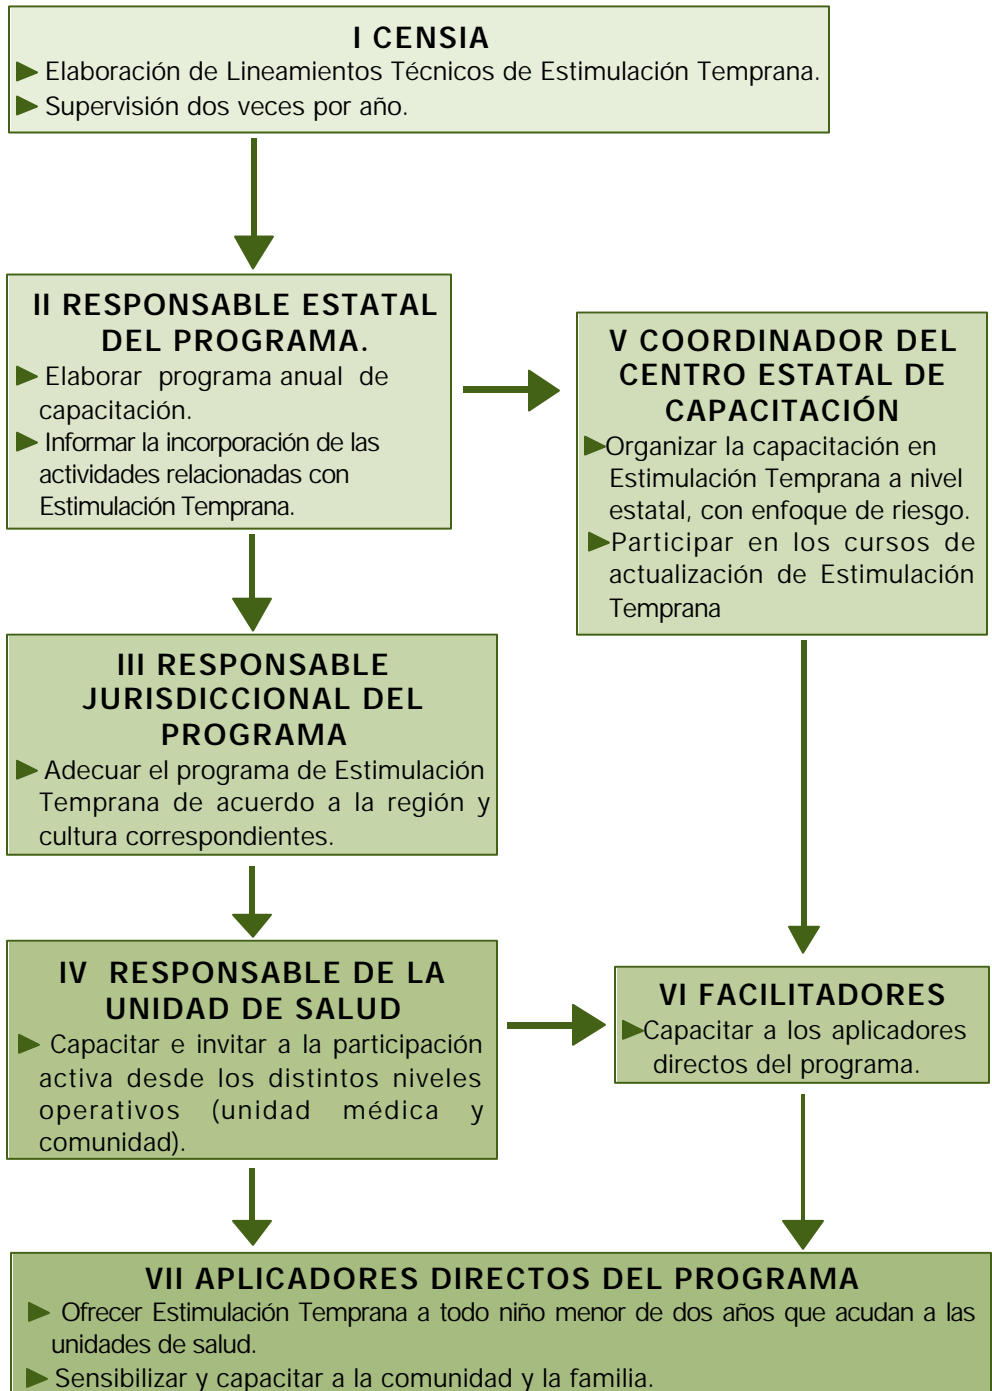 I CENSIA
Elaboración de Lineamientos Técnicos de Estimulación Temprana.
Supervisión dos veces por año.
II RESPONSABLE ESTATAL
DEL PROGRAMA.
Elaborar programa anual de
capacitación.
Informar la incorporación de las
actividades relacionadas con
Estimulación Temprana.
V COORDINADOR DEL
CENTRO ESTATAL DE
CAPACITACIÓN
Organizar la capacitación en
Estimulación Temprana a nivel
estatal, con enfoque de riesgo.
Participar en los cursos de
actualización de Estimulación
Temprana
III RESPONSABLE
JURISDICCIONAL DEL
PROGRAMA
Adecuar el programa de Estimulación
Temprana de acuerdo a la región y
cultura correspondientes.
IV RESPONSABLE DE LA
UNIDAD DE SALUD
Capacitar e invitar a la participación
activa desde los distintos niveles
operativos (unidad médica y
comunidad).
VI FACILITADORES
Capacitar a los aplicadores
directos del programa.
VII APLICADORES DIRECTOS DEL PROGRAMA
Ofrecer Estimulación Temprana a todo niño menor de dos años que acudan a las
unidades de salud.
Sensibilizar y capacitar a la comunidad y la familia.